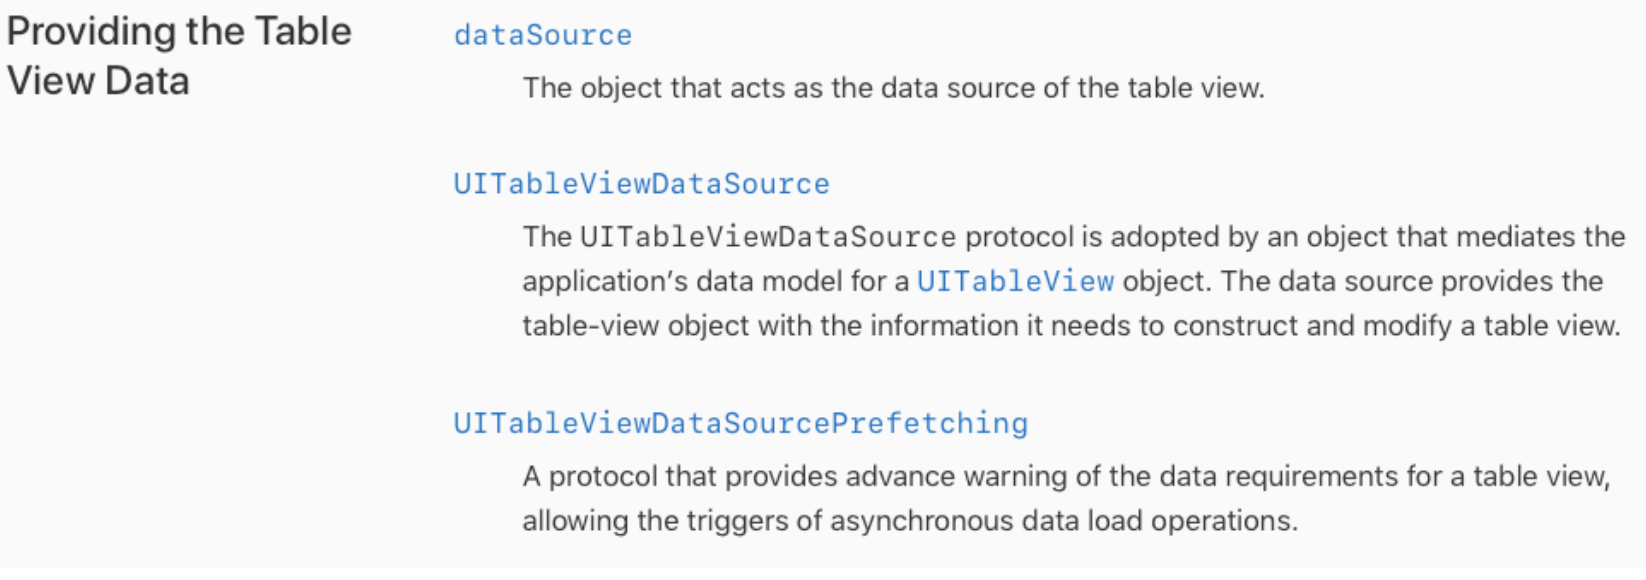 Providing the Table
View Data
dataSource
The object that acts as the data source of the table view.
UITableViewDataSource
The UITableViewDataSource protocol is adopted by an object that mediates the
application’s data model for a UITableView object. The data source provides the
table-view object with the information it needs to construct and modify a table view.
UITableViewDataSourcePrefetching
A protocol that provides advance warning of the data requirements for a table view,
allowing the triggers of asynchronous data load operations.